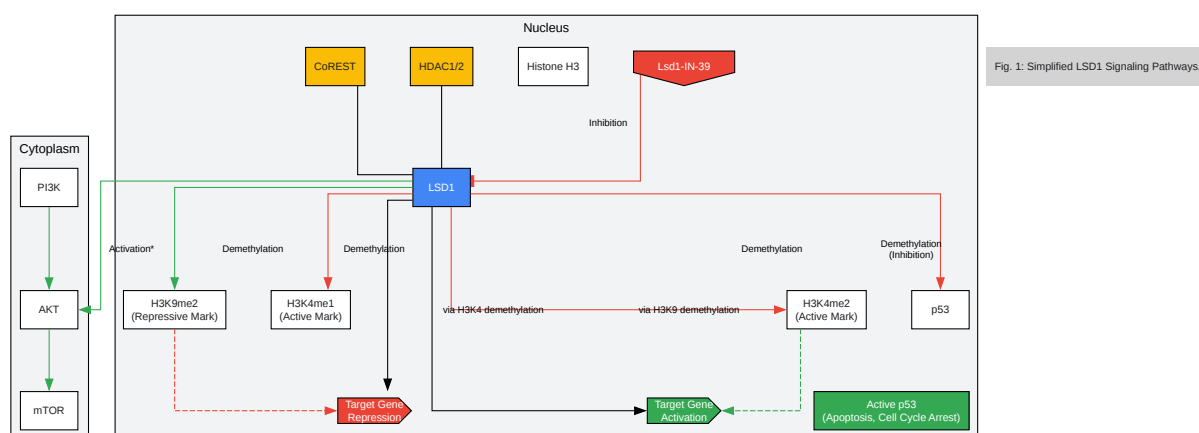 Nucleus
CoREST
HDAC1/2
Histone H3
Lsd1-IN-39
Fig. 1: Simplified LSD1 Signaling Pathways.
Inhibition
Cytoplasm
PI3K
LSD1
Activation*
Demethylation
Demethylation
Demethylation
Demethylation
(Inhibition)
AKT
H3K9me2
(Repressive Mark)
H3K4me1
(Active Mark)
via H3K4 demethylation
via H3K9 demethylation
H3K4me2
(Active Mark)
p53
mTOR
Target Gene
Repression
Target Gene
Activation
Active p53
(Apoptosis, Cell Cycle Arrest)